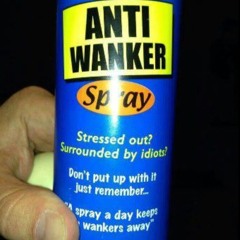 ANTI
WANKER
Spray
Stressed out?
Surrounded by idiots?
Don't put up with it
just remember...
"A spray a day keeps
wankers away"